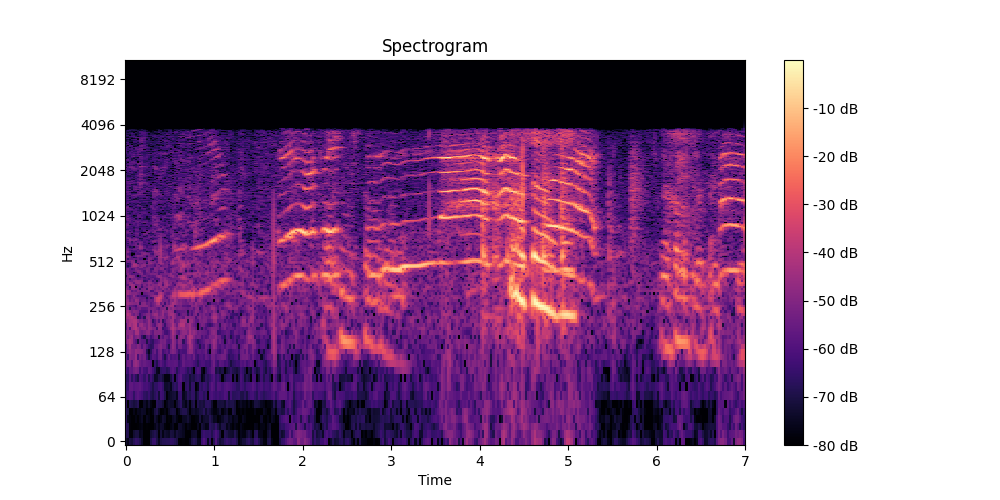 Spectrogram
8192
4096
2048
1024
512
256
128
64
0
Hz
0 1 2 3 4 5 6 7
Time
-10 dB
-20 dB
-30 dB
-40 dB
-50 dB
-60 dB
-70 dB
-80 dB